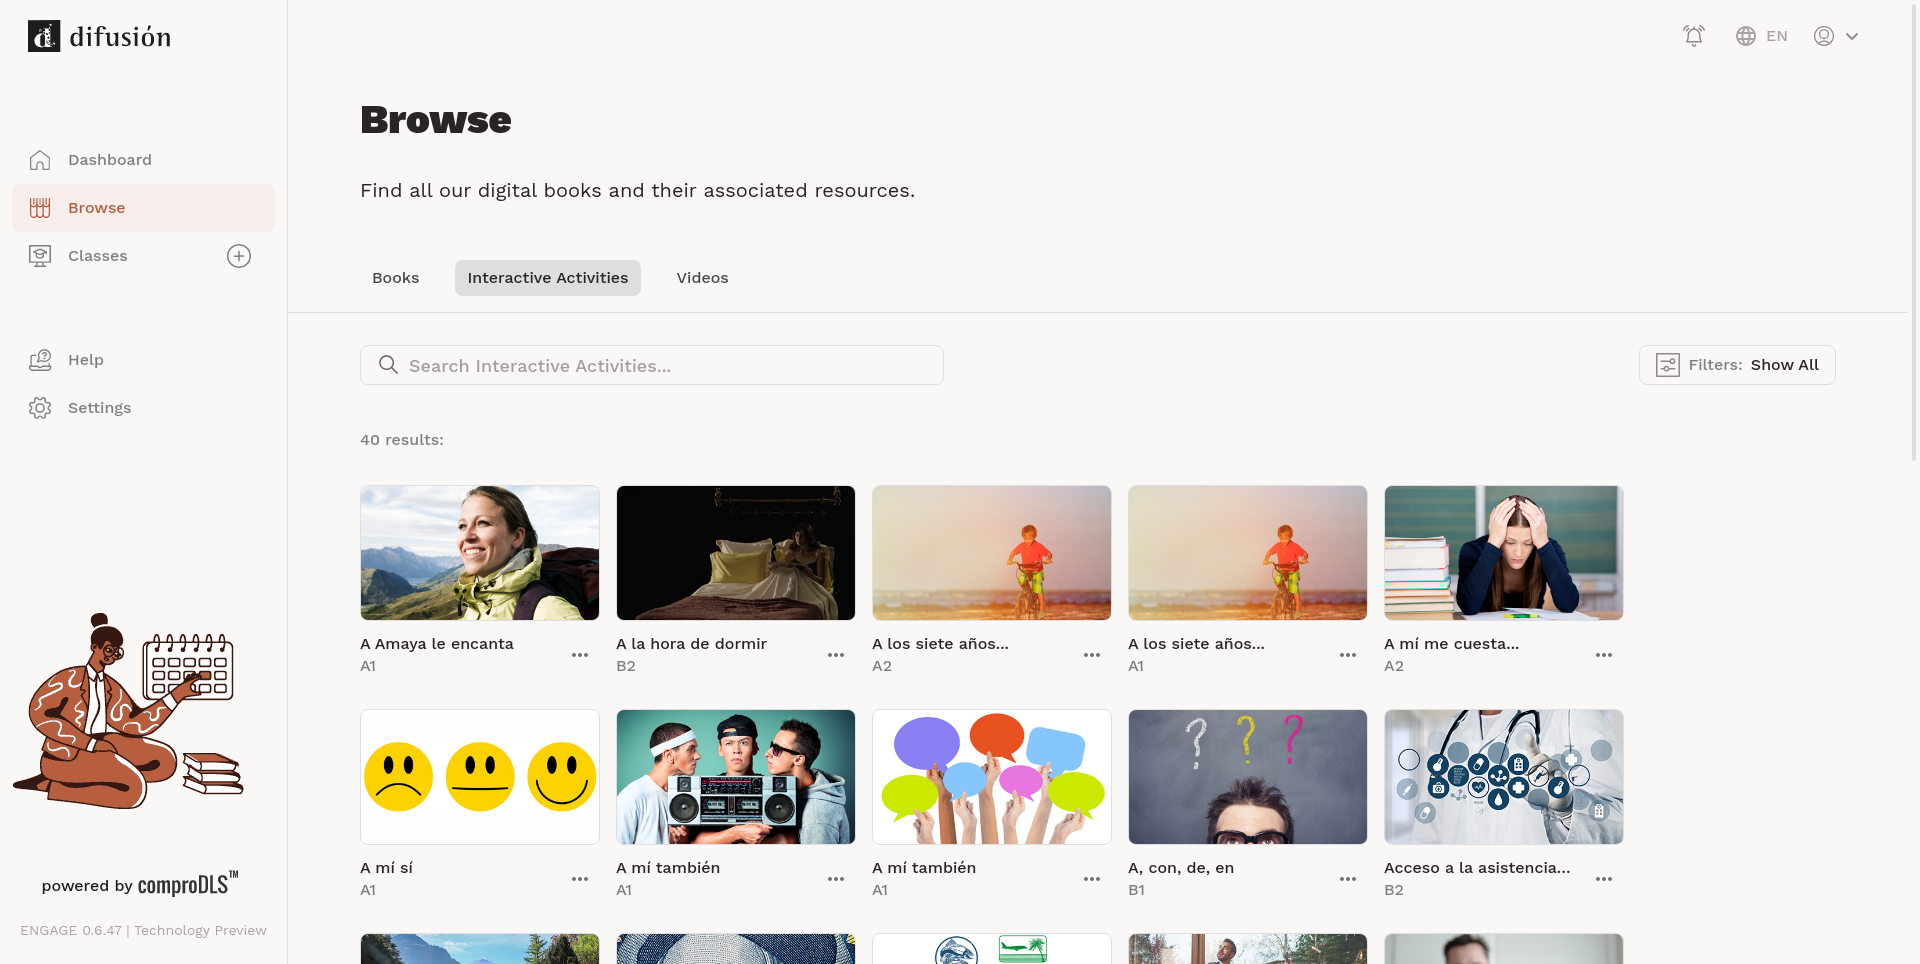 difusión
EN
Dashboard
Browse
Classes
Help
Settings
powered by comproDLS™
ENGAGE 0.6.47 | Technology Preview
Browse
Find all our digital books and their associated resources.
Books
Interactive Activities
Videos
Search Interactive Activities...
Filters: Show All
40 results:
A Amaya le encanta
A1
A la hora de dormir
B2
A los siete años...
A2
A los siete años...
A1
A mí me cuesta...
A2
A mí sí
A1
A mí también
A1
A mí también
A1
A, con, de, en
B1
Acceso a la asistencia...
B2